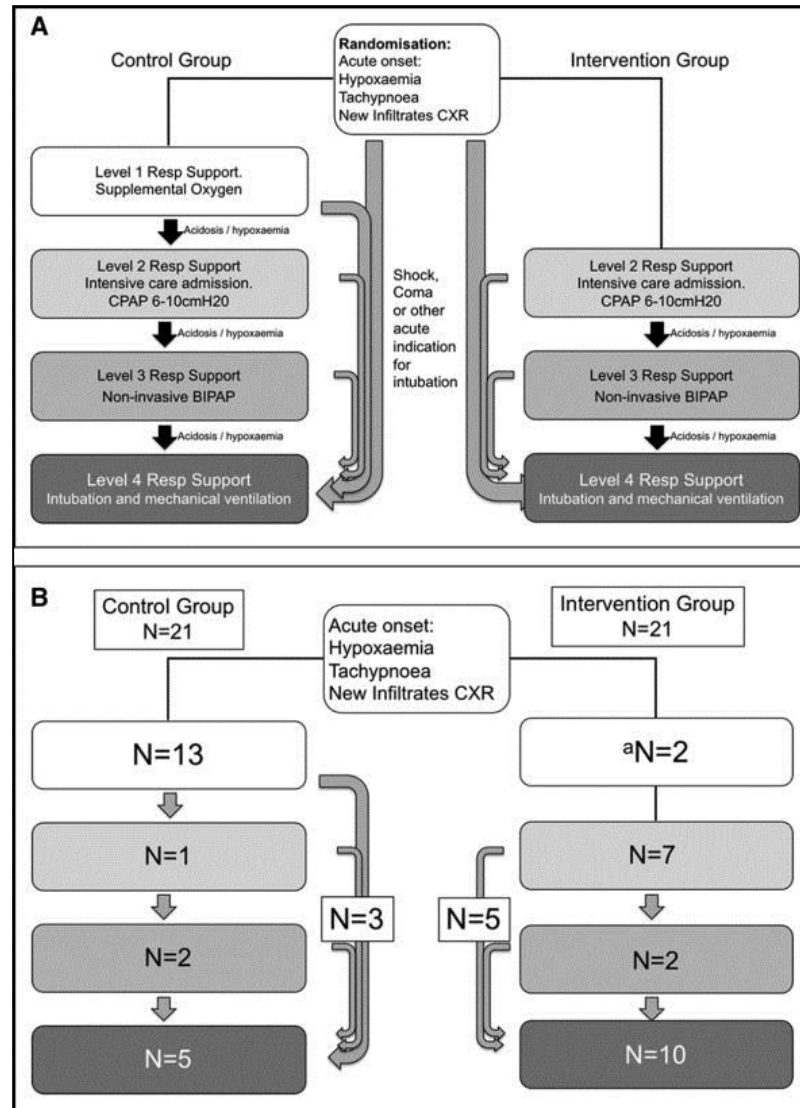 A
Control Group
Randomisation:
Acute onset:
Hypoxaemia
Tachypnoea
New Infiltrates CXR
Intervention Group
Level 1 Resp Support.
Supplemental Oxygen
Acidosis / hypoxaemia
Level 2 Resp Support
Intensive care admission.
CPAP 6-10cmH20
Acidosis / hypoxaemia
Level 3 Resp Support
Non-invasive BIPAP
Acidosis / hypoxaemia
Level 4 Resp Support
Intubation and mechanical ventilation
Shock,
Coma
or other
acute
indication
for
intubation
Level 2 Resp Support
Intensive care admission.
CPAP 6-10cmH20
Acidosis / hypoxaemia
Level 3 Resp Support
Non-invasive BIPAP
Acidosis / hypoxaemia
Level 4 Resp Support
Intubation and mechanical ventilation
B
Control Group
N=21
Acute onset:
Hypoxaemia
Tachypnoea
New Infiltrates CXR
Intervention Group
N=21
N=13
N=1
N=2
N=5
N=3
N=5
aN=2
N=7
N=2
N=10